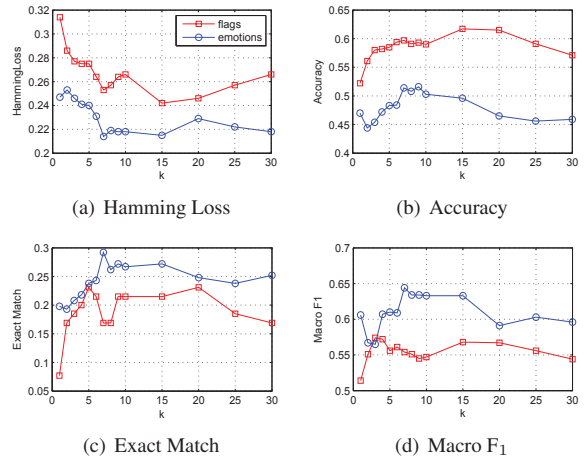 0.32
0.3
0.28
0.26
0.24
0.22
0.2
HammingLoss
flags
emotions
0 5 10 15 20 25 30
k
(a) Hamming Loss
0.65
0.6
0.55
0.5
0.45
0.4
Accuracy
0 5 10 15 20 25 30
k
(b) Accuracy
0.3
0.25
0.2
0.15
0.1
0.05
Exact Match
0 5 10 15 20 25 30
k
(c) Exact Match
0.7
0.65
0.6
0.55
0.5
Macro F1
0 5 10 15 20 25 30
k
(d) Macro F₁